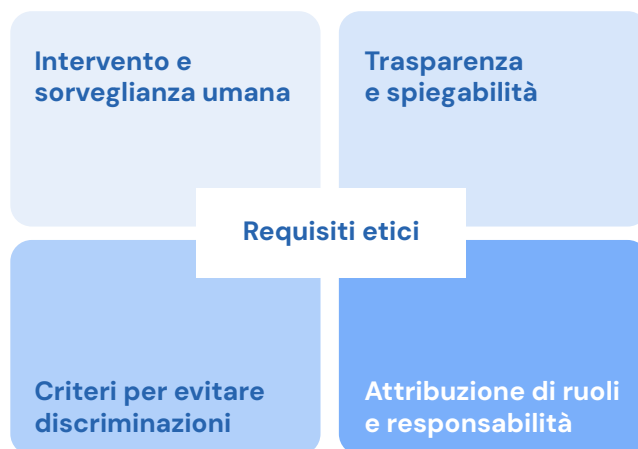 Intervento e
sorveglianza umana
Trasparenza
e spiegabilità
Requisiti etici
Criteri per evitare
discriminazioni
Attribuzione di ruoli
e responsabilità